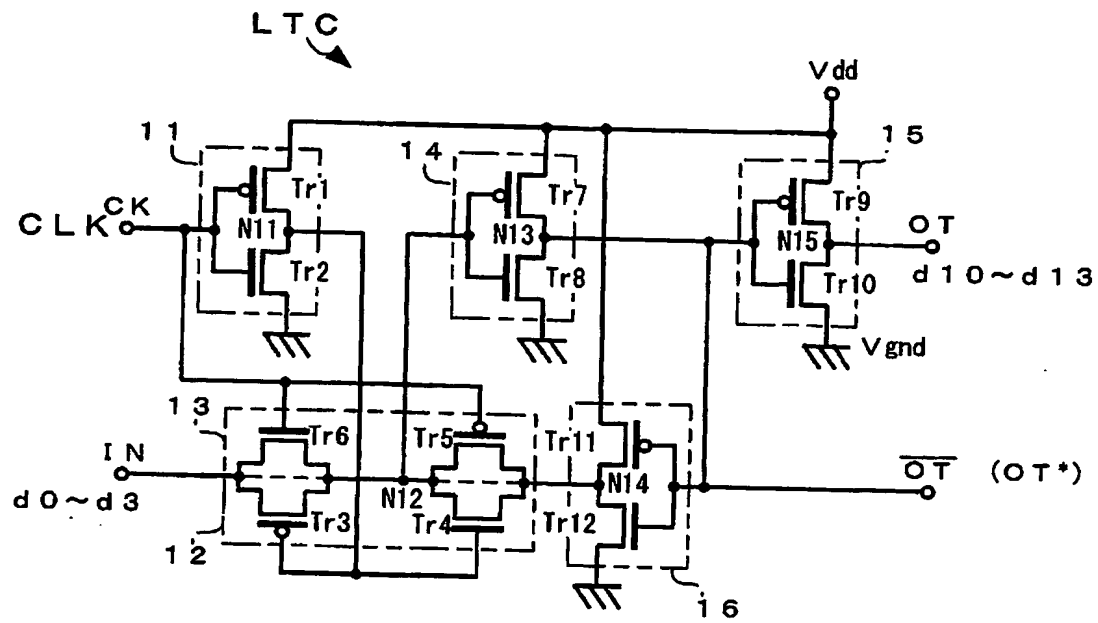 LTC
Vdd
11
14
15
Tr1
Tr7
Tr9
CLK CK
N11
N13
N15
OT
Tr2
Tr8
Tr10
d10~d13
Vgnd
13
Tr6
Tr5
Tr11
IN
N12
N14
OT (OT*)
d0~d3
Tr3
Tr4
Tr12
12
16